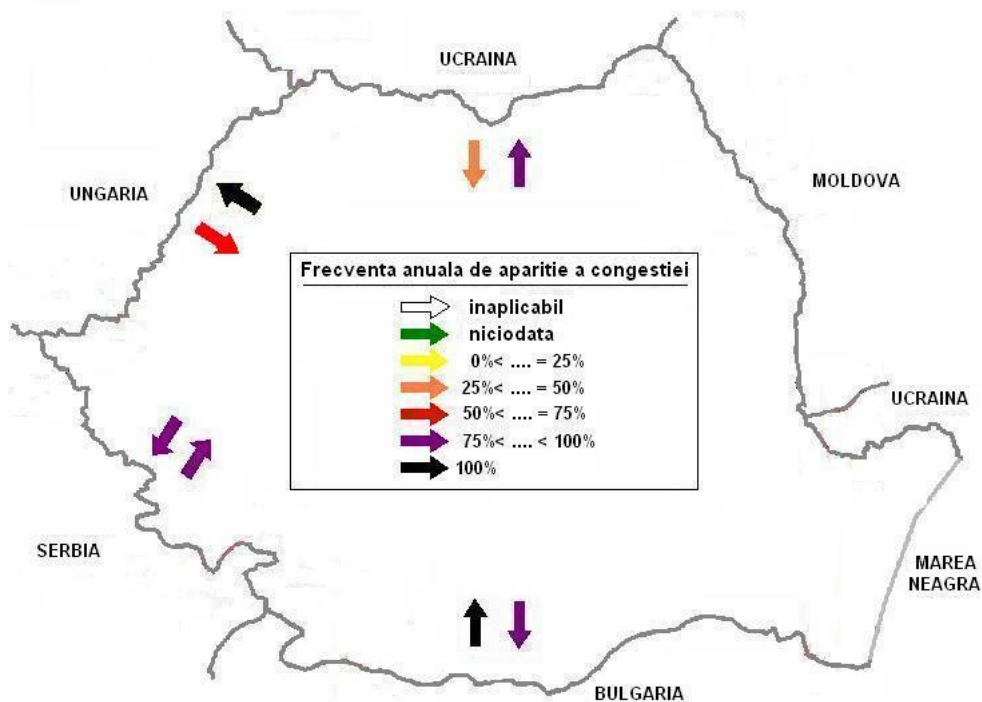 UCRAINA
UNGARIA
MOLDOVA
Frecventa anuala de aparitie a congestiei
inaplicabil
niciodata
0%< .... = 25%
25%< .... = 50%
50%< .... = 75%
75%< .... < 100%
100%
UCRAINA
SERBIA
MAREA
NEAGRA
BULGARIA